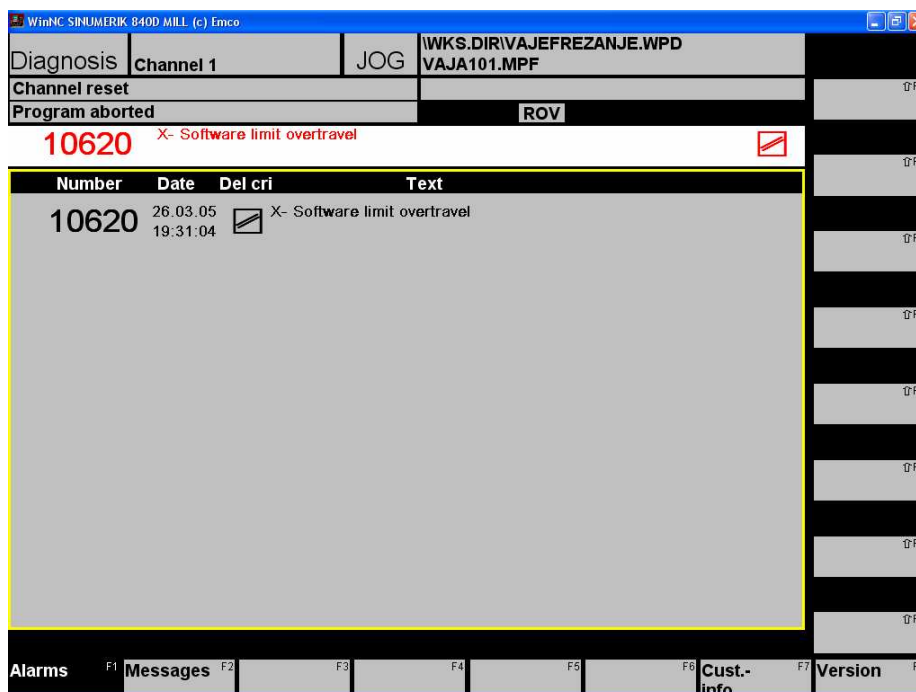 WinNC SINUMERIK 840D MILL (c) Emco
Diagnosis
Channel 1
JOG
\WKS.DIR\VAJEFREZANJE.WPD
VAJA101.MPF
Channel reset
Program aborted
ROV
10620 X- Software limit overtravel
Number Date Del cri Text
10620 26.03.05 X- Software limit overtravel
19:31:04
Alarms F1 Messages F2 F3 F4 F5 F6 Cust.- F7 Version
info